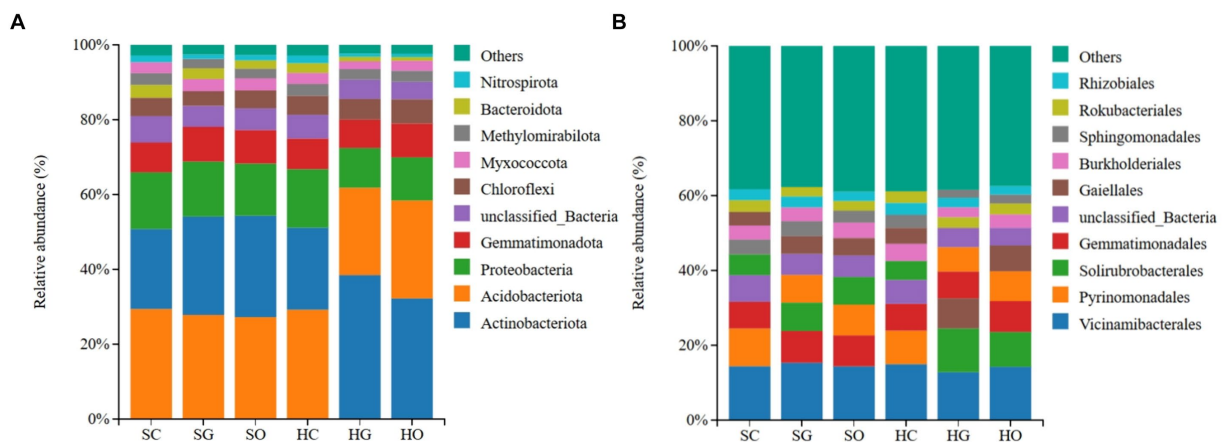 A
Relative abundance (%)
100%
80%
60%
40%
20%
0%
SC SG SO HC HG HO
Others
Nitrospirota
Bacteroidota
Methylomirabilota
Myxococcota
Chloroflexi
unclassified_Bacteria
Gemmatimonadota
Proteobacteria
Acidobacteriota
Actinobacteriota
B
Relative abundance (%)
100%
80%
60%
40%
20%
0%
SC SG SO HC HG HO
Others
Rhizobiales
Rokubacteriales
Sphingomonadales
Burkholderiales
Gaiellales
unclassified_Bacteria
Gemmatimonadales
Solirubrobacterales
Pyrinomonadales
Vicinamibacterales